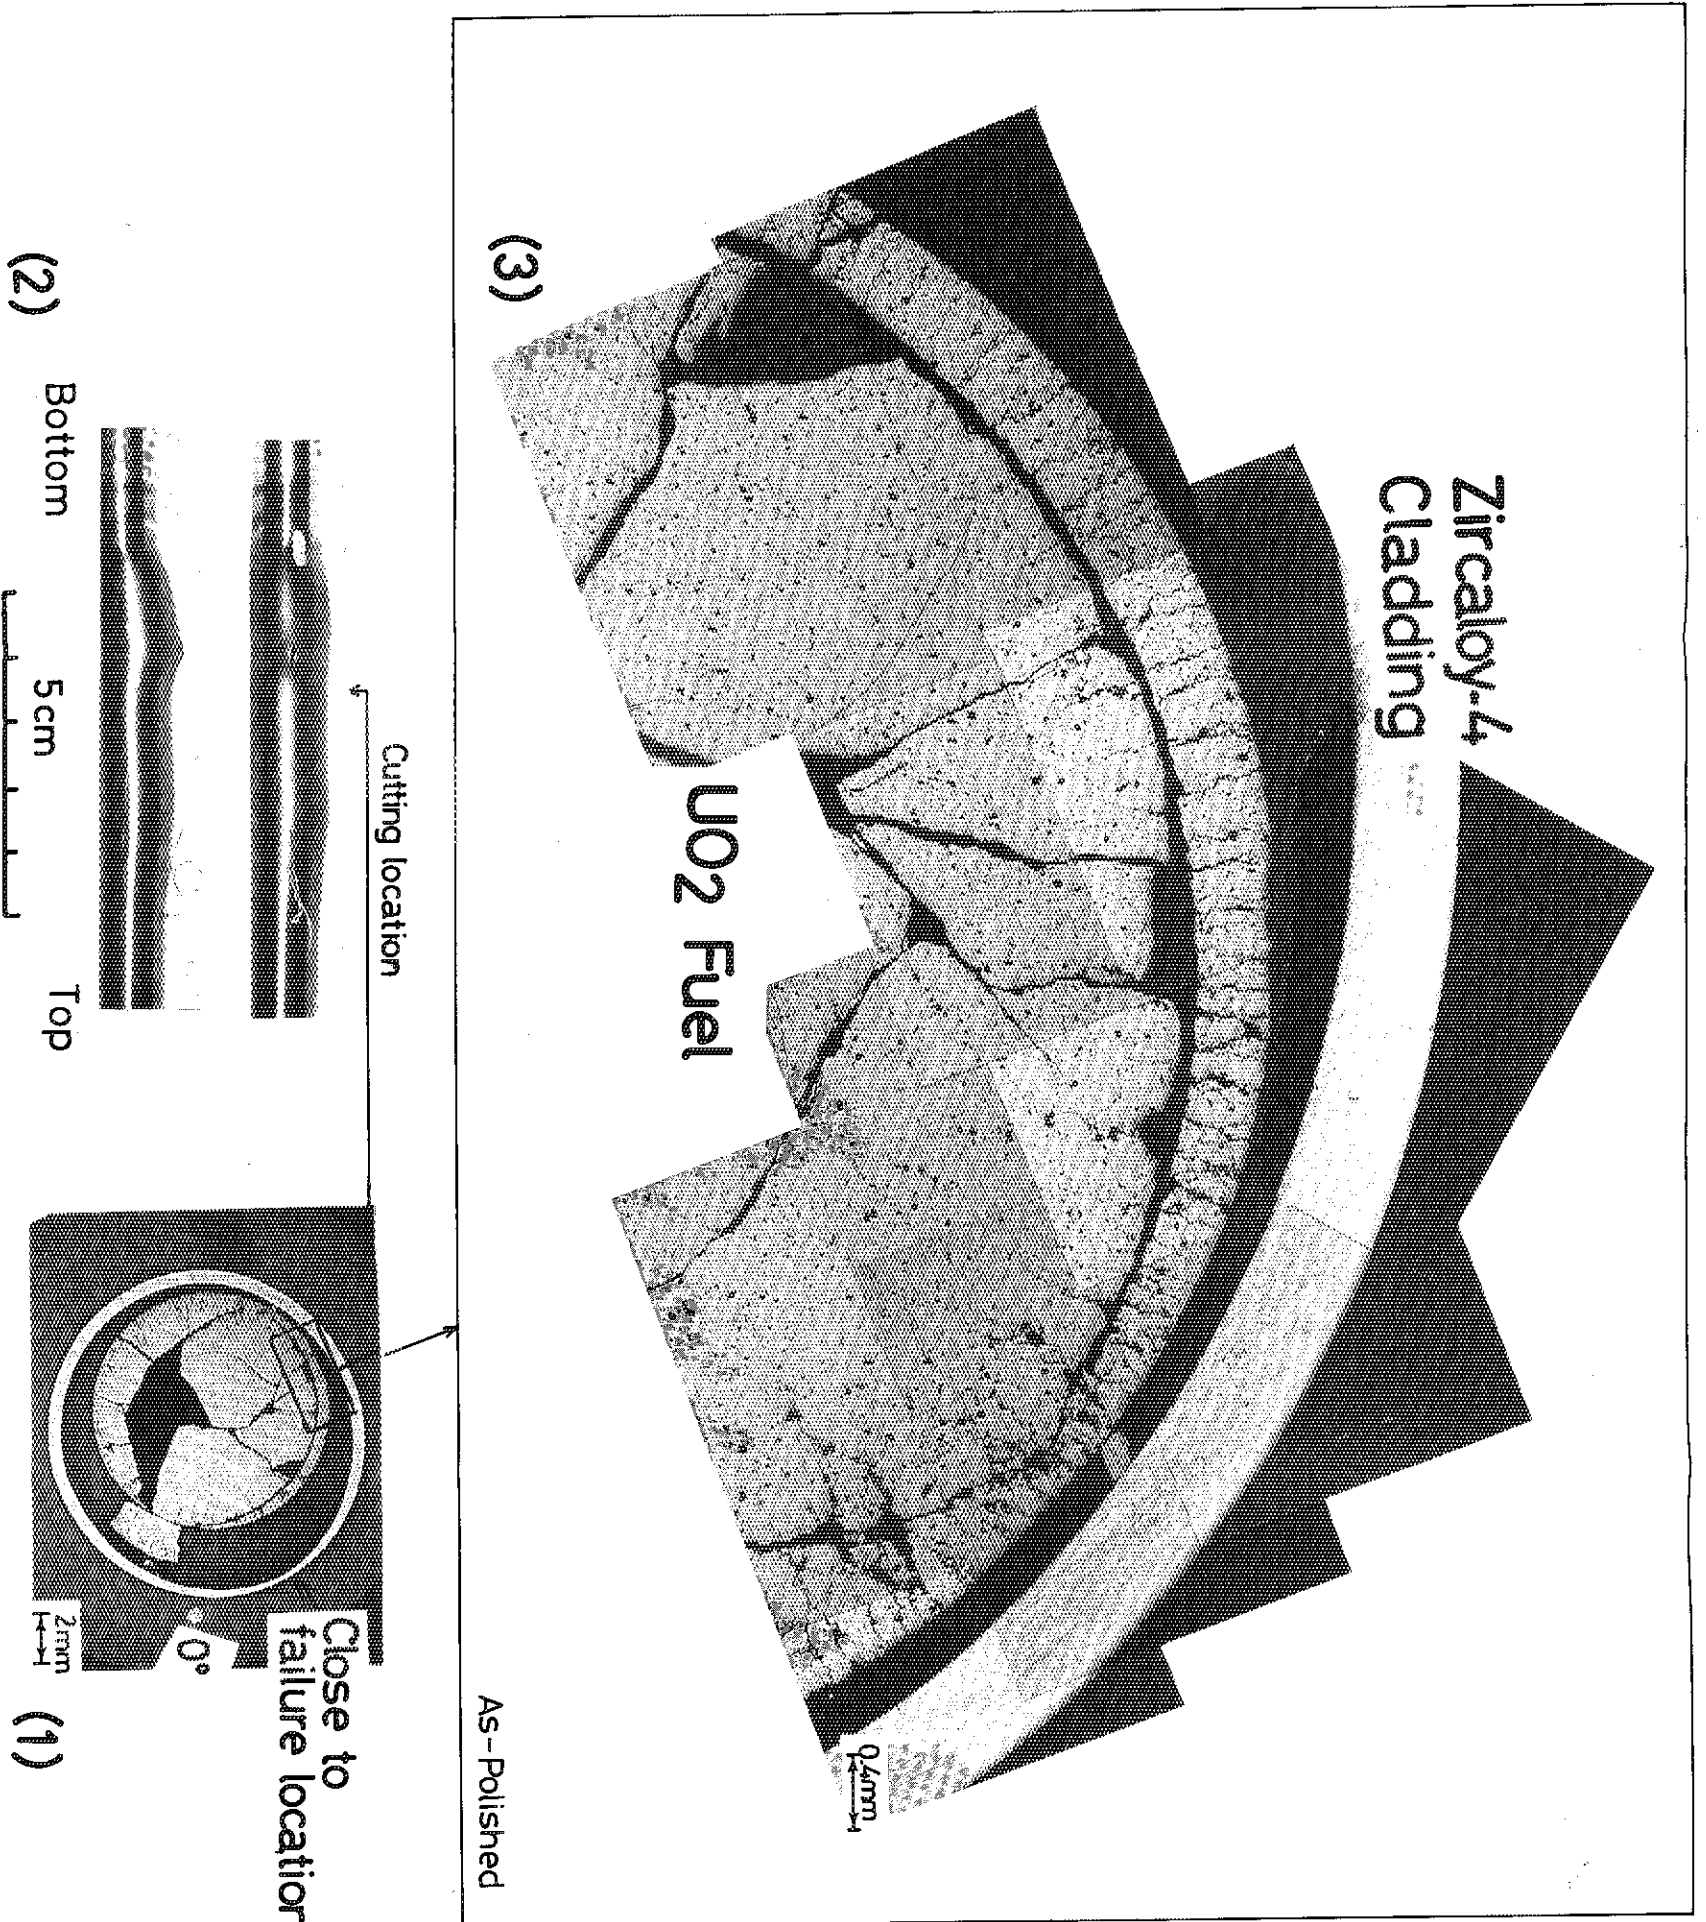 Zircaloy-4
Cladding
UO2 Fuel
(3)
0.4mm
As-Polished
Cutting location
Bottom
Top
5cm
(2)
Close to
failure location
0°
2mm
(1)